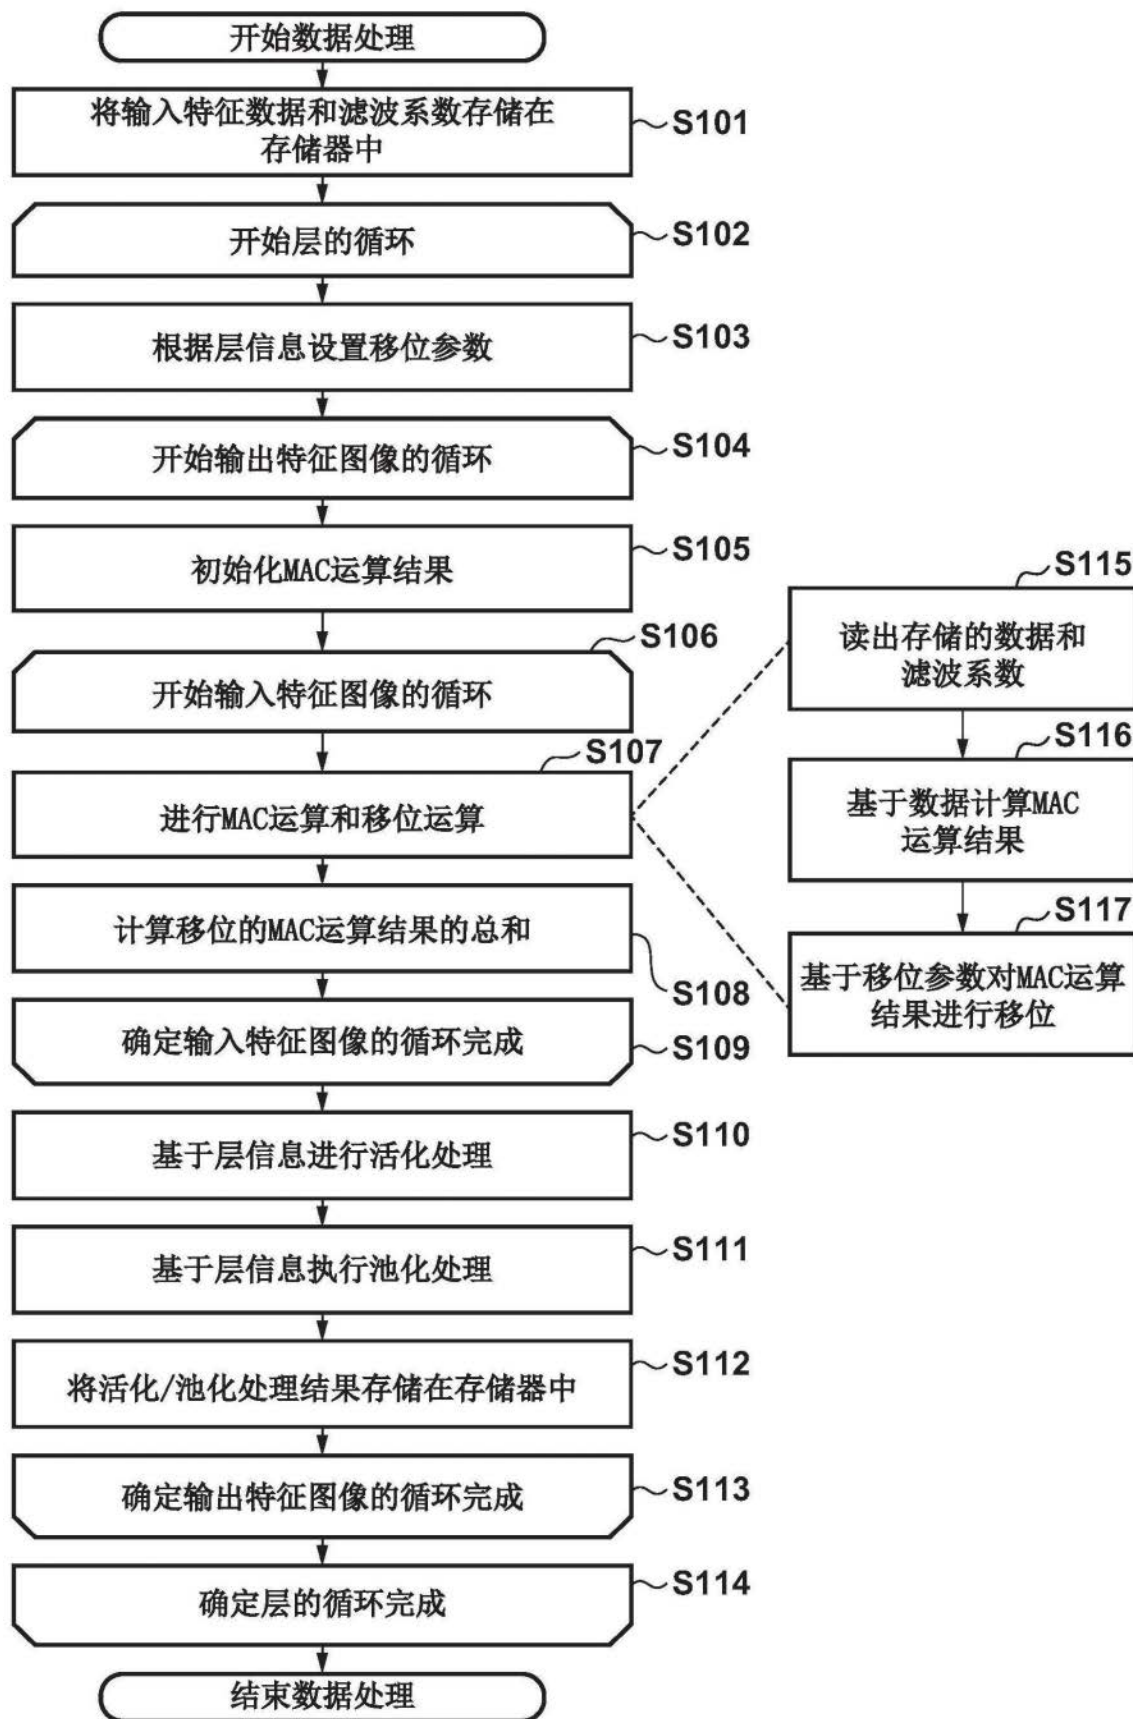 开始数据处理
将输入特征数据和滤波系数存储在
存储器中
S101
开始层的循环
S102
根据层信息设置移位参数
S103
开始输出特征图像的循环
S104
初始化MAC运算结果
S105
开始输入特征图像的循环
S106
进行MAC运算和移位运算
S107
计算移位的MAC运算结果的总和
S108
确定输入特征图像的循环完成
S109
基于层信息进行活化处理
S110
基于层信息执行池化处理
S111
将活化/池化处理结果存储在存储器中
S112
确定输出特征图像的循环完成
S113
确定层的循环完成
S114
结束数据处理
S115
读出存储的数据和
滤波系数
S116
基于数据计算MAC
运算结果
S117
基于移位参数对MAC运算
结果进行移位